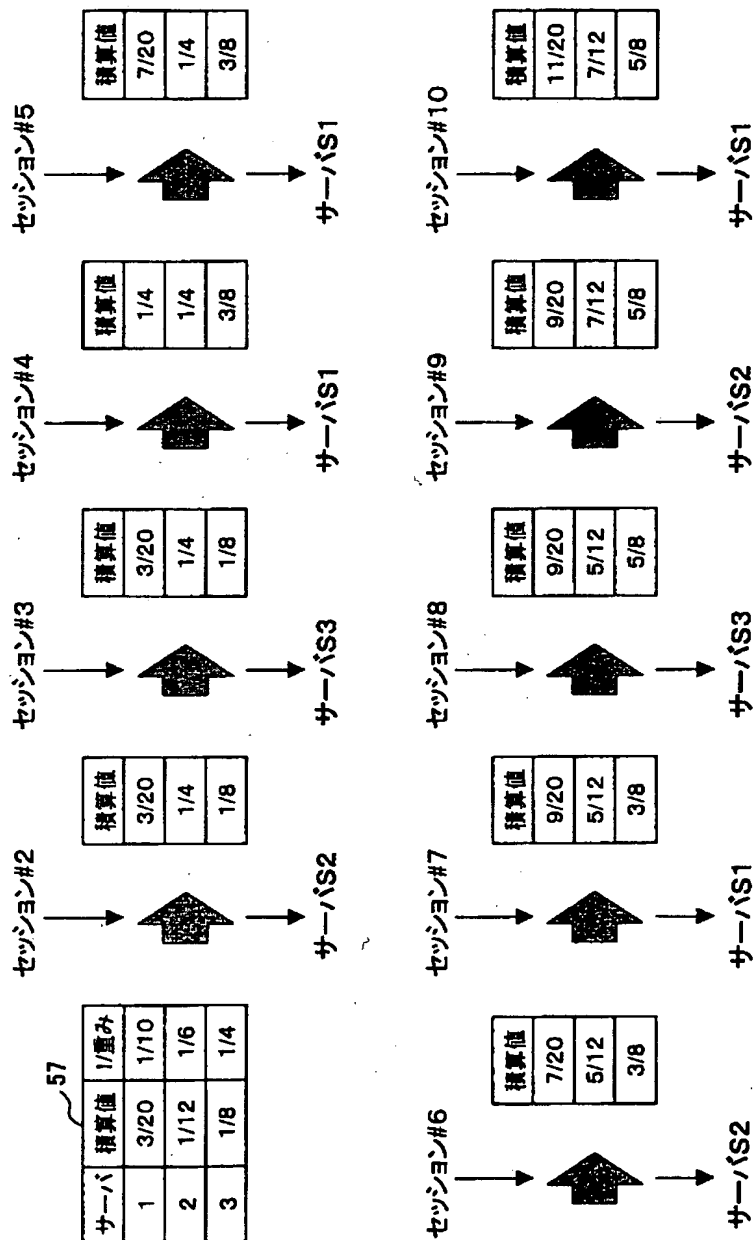 57
サーバ 積算値 1/重み
1 3/20 1/10
2 1/12 1/6
3 1/8 1/4
セッション#2
サーバS2
積算値
3/20
1/4
1/8
セッション#3
サーバS3
積算値
3/20
1/4
1/8
セッション#4
サーバS1
積算値
1/4
1/4
3/8
セッション#5
サーバS1
積算値
7/20
1/4
3/8
セッション#6
サーバS2
積算値
7/20
5/12
3/8
セッション#7
サーバS1
積算値
9/20
5/12
3/8
セッション#8
サーバS3
積算値
9/20
5/12
5/8
セッション#9
サーバS2
積算値
9/20
7/12
5/8
セッション#10
サーバS1
積算値
11/20
7/12
5/8